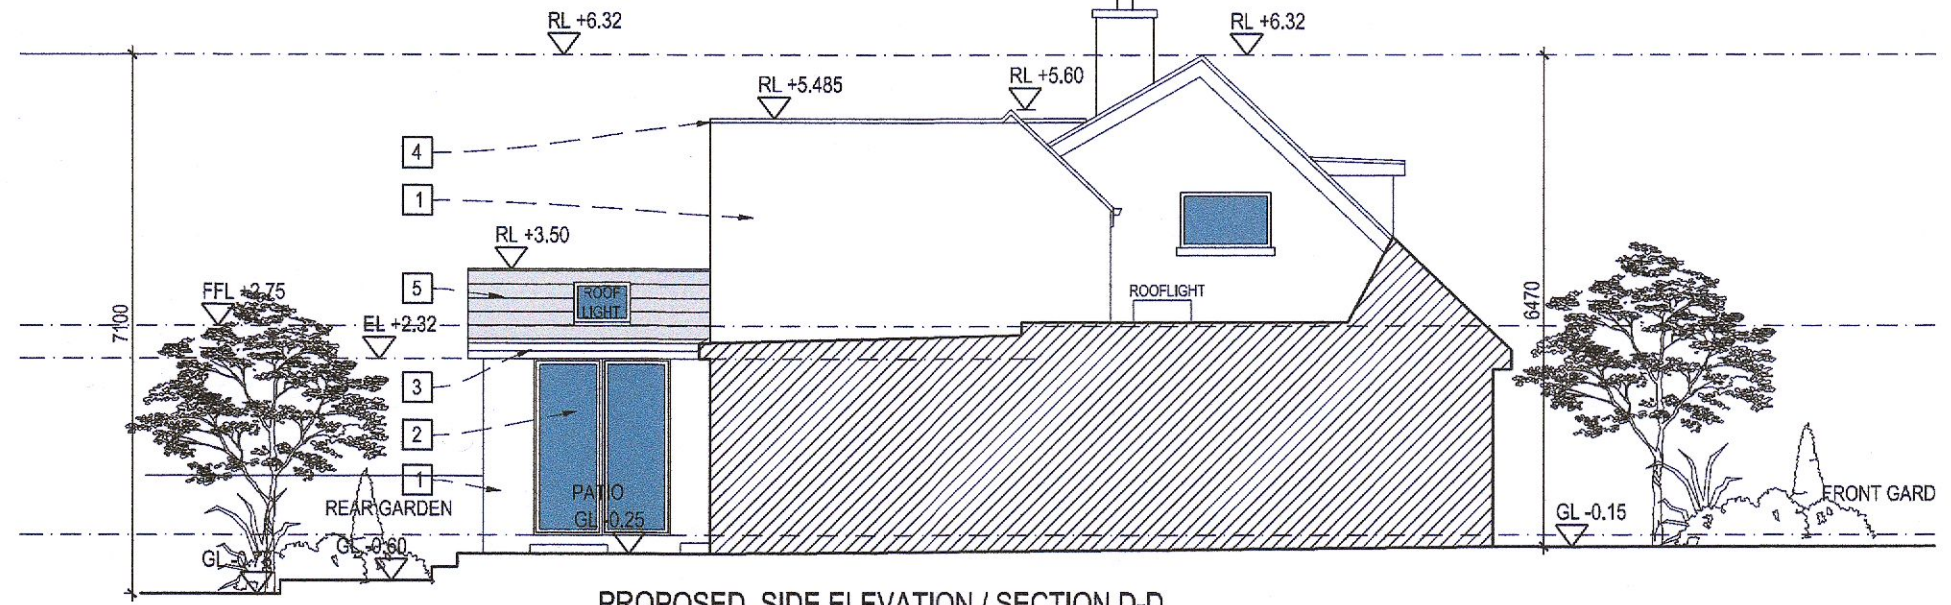 RL +6.32
RL +6.32
RL +5.485
RL +5.60
4
1
RL +3.50
5
ROOF
LIGHT
ROOFLIGHT
FFL +2.75
EL +2.32
7100
6470
3
2
1
PATIO
GL -0.25
REAR GARDEN
GL -0.60
GL
FRONT GARD
GL -0.15
PROPOSED SIDE ELEVATION / SECTION D-D